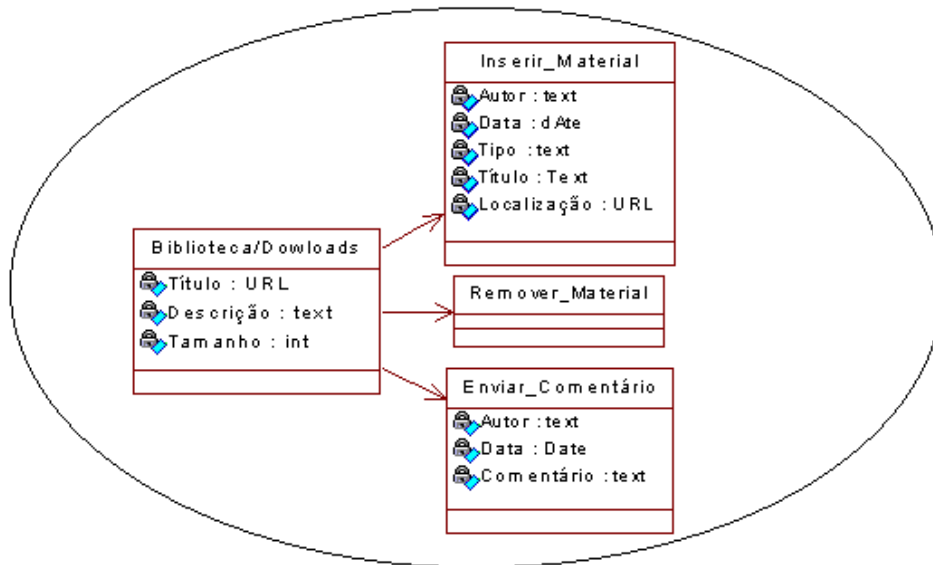 Inserir_Material
Autor : text
Data : dAte
Tipo : text
Título : Text
Localização : URL
Biblioteca/Dowloads
Título : URL
Descrição : text
Tamanho : int
Remover_Material
Enviar_Comentário
Autor : text
Data : Date
Comentário : text